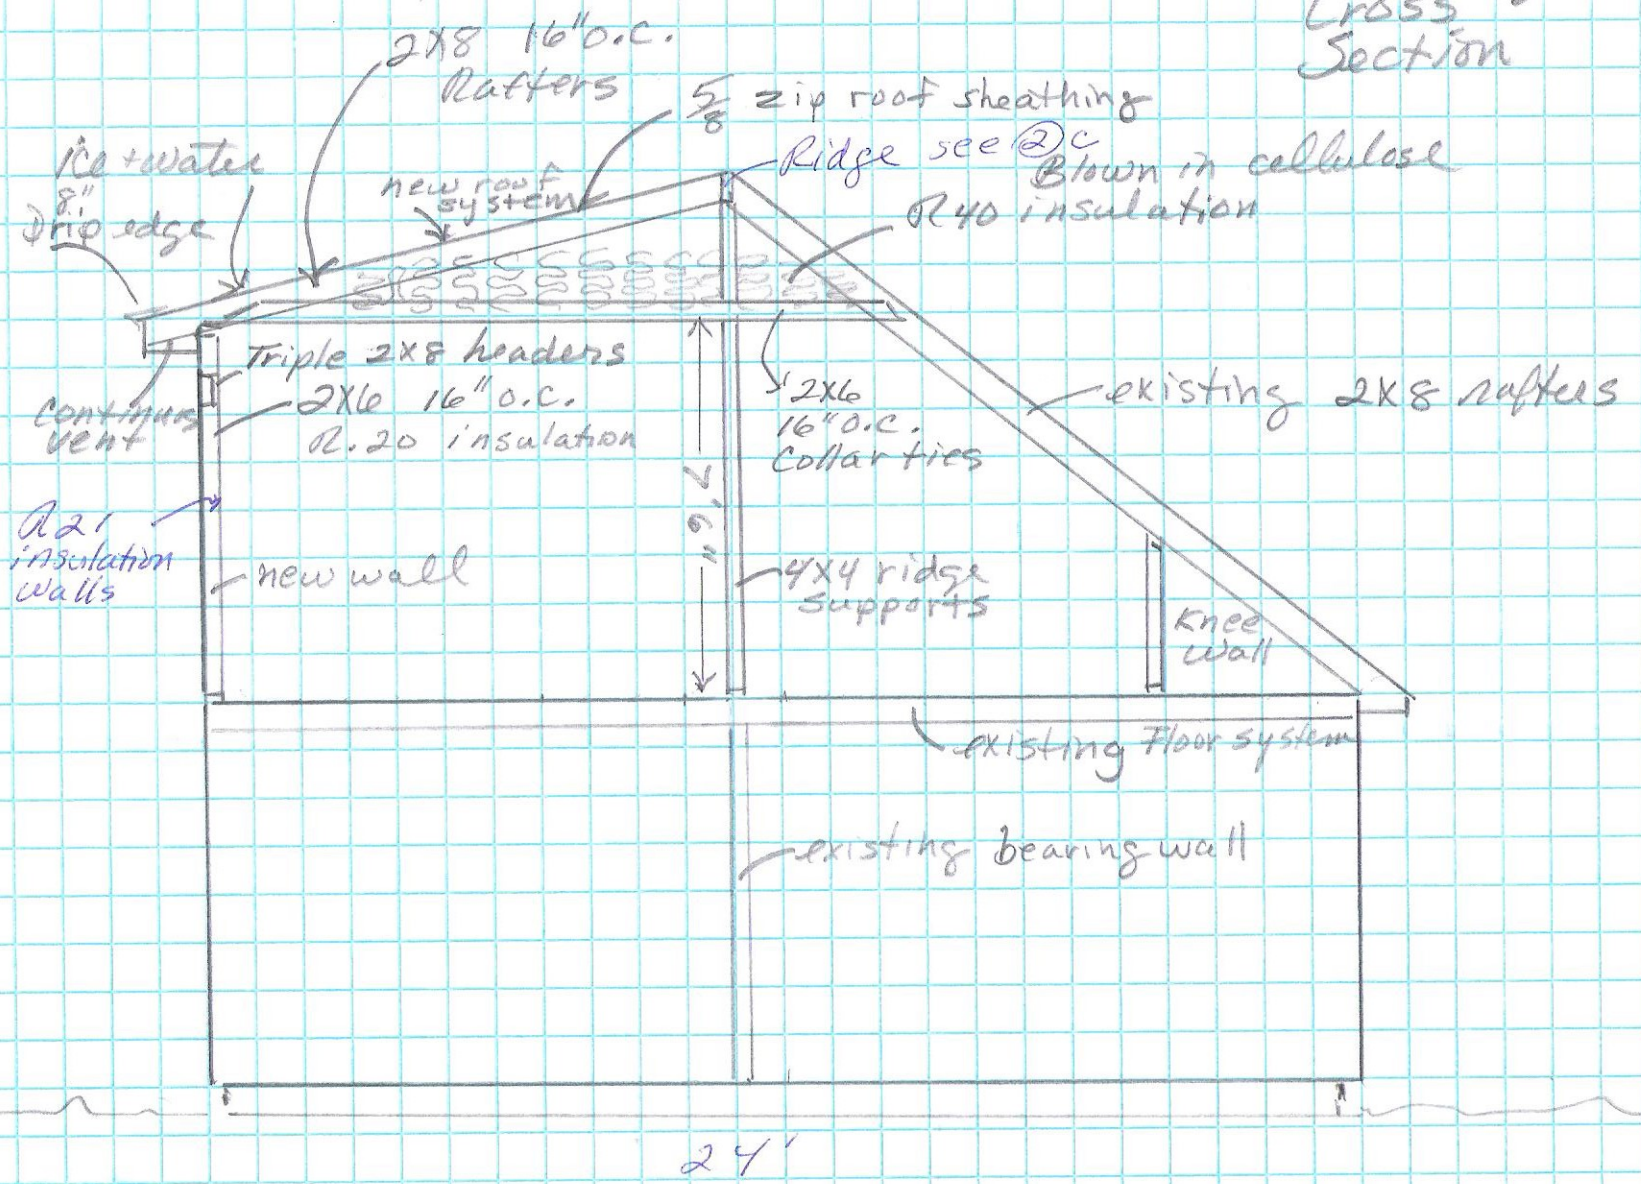 Cross
Section
2x8 16" O.C.
Rafters
5/8 zip roof sheathing
Ridge see ② C
Blown in cellulose
R40 insulation
ice + water
8"
Drip edge
new roof
system
Triple 2x8 headers
2x6 16" O.C.
R.20 insulation
continus
vent
2x6
16" O.C.
Collar ties
existing 2x8 rafters
R21
insulation
walls
new wall
4x4 ridge
supports
Knee
wall
existing Floor system
existing bearing wall
24'